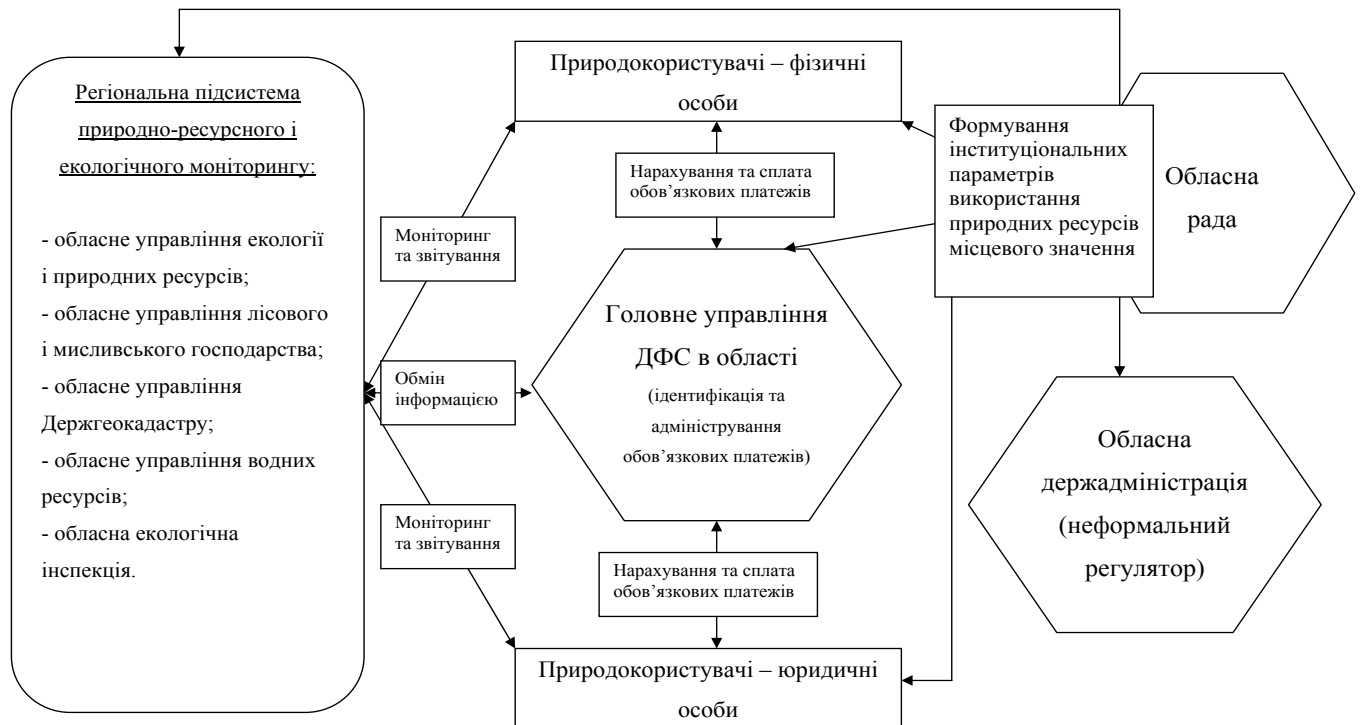 Регіональна підсистема
природно-ресурсного і
екологічного моніторингу:
- обласне управління екології
і природних ресурсів;
- обласне управління лісового
і мисливського господарства;
- обласне управління
Держгеокадастру;
- обласне управління водних
ресурсів;
- обласна екологічна
інспекція.
Моніторинг
та звітування
Обмін
інформацією
Моніторинг
та звітування
Природокористувачі – фізичні
особи
Нарахування та сплата
обов’язкових платежів
Головне управління
ДФС в області
(ідентифікація та
адміністрування
обов’язкових платежів)
Нарахування та сплата
обов’язкових платежів
Природокористувачі – юридичні
особи
Формування
інституціональних
параметрів
використання
природних ресурсів
місцевого значення
Обласна
рада
Обласна
держадміністрація
(неформальний
регулятор)